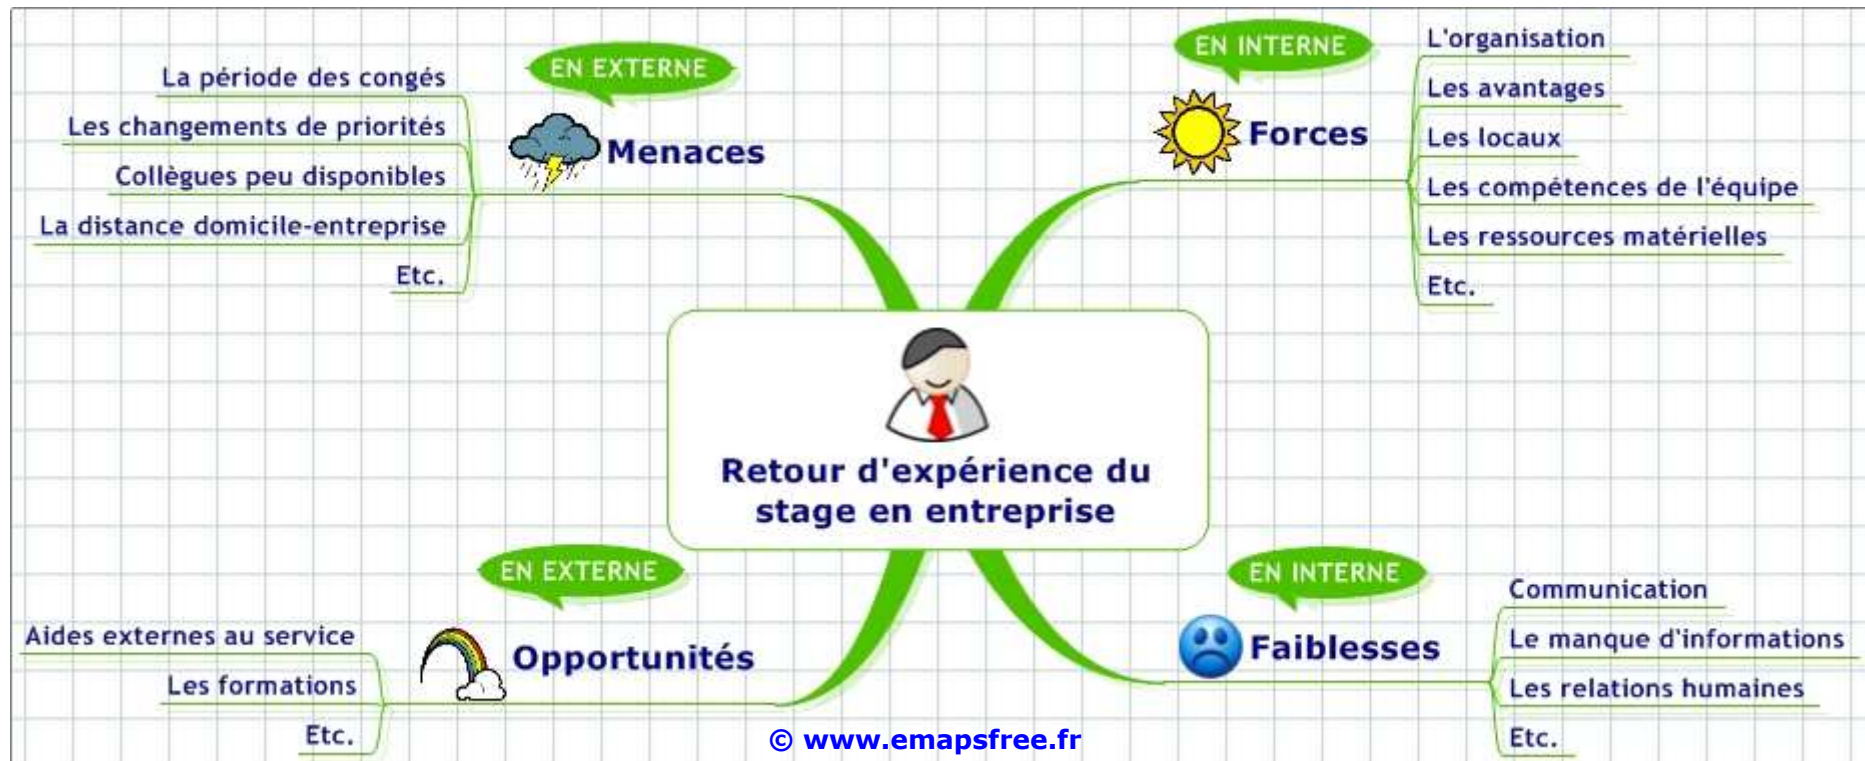 EN EXTERNE
Menaces
La période des congés
Les changements de priorités
Collègues peu disponibles
La distance domicile-entreprise
Etc.
EN INTERNE
Forces
L'organisation
Les avantages
Les locaux
Les compétences de l'équipe
Les ressources matérielles
Etc.
Retour d'expérience du
stage en entreprise
EN EXTERNE
Opportunités
Aides externes au service
Les formations
Etc.
EN INTERNE
Faiblesses
Communication
Le manque d'informations
Les relations humaines
Etc.
© www.emapsfree.fr